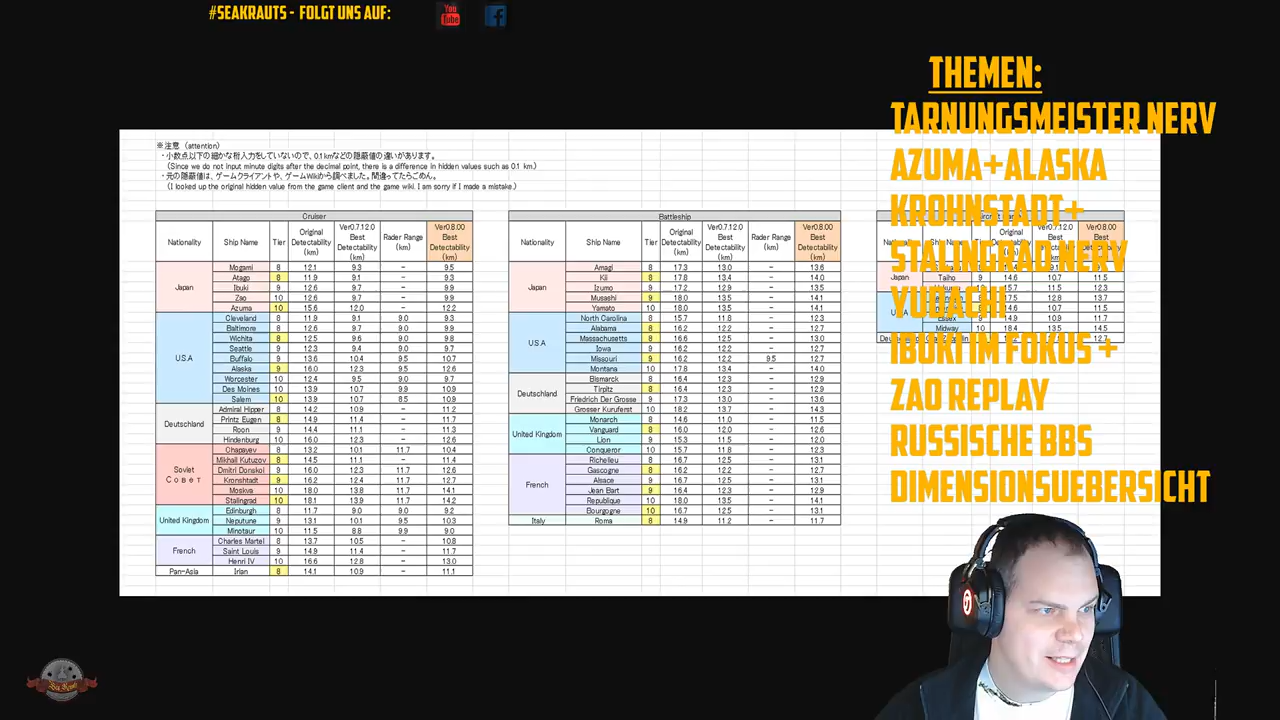 #SEAKRAUTS - FOLGT UNS AUF:
You
Tube
THEMEN:
TARNUNGSMEISTER NERV
AZUMA+ALASKA
KROHNSTADT+
STALINGRAD NERV
YUDACHI
IBUKI IM FOKUS +
ZAO REPLAY
RUSSISCHE BBS
DIMENSIONSUEBERSICHT
※注意 (attention)
・小数点以下の細かな桁入力をしていないので、0.1kmなどの隠蔽値の違いがあります。
(Since we do not input minute digits after the decimal point, there is a difference in hidden values such as 0.1 km)
・元の隠蔽値は、ゲームクライアントや、ゲームWikiから調べました。間違ってたらごめん。
(I looked up the original hidden value from the game client and the game wiki. I am sorry if I made a mistake.)
Cruiser
Nationality Ship Name Tier Original Detectability (km) Ver0.7.12.0 Best Detectability (km) Rader Range (km) Ver0.8.00 Best Detectability (km)
Japan
Mogami 8 12.1 9.3 - 9.5
Atago 8 11.9 9.1 - 9.3
Ibuki 9 12.6 9.7 - 9.9
Zao 10 12.6 9.7 - 9.9
Azuma 10 15.6 12.0 - 12.2
U.S.A
Cleveland 8 11.9 9.1 9.0 9.3
Baltimore 8 12.6 9.7 9.0 9.9
Wichita 8 12.5 9.6 9.0 9.8
Seattle 9 12.3 9.4 9.0 9.7
Buffalo 9 13.6 10.4 9.5 10.7
Alaska 9 16.0 12.3 9.5 12.6
Worcester 10 12.4 9.5 9.0 9.7
Des Moines 10 13.9 10.7 9.9 10.9
Salem 10 13.9 10.7 8.5 10.9
Deutschland
Admiral Hipper 8 14.2 10.9 - 11.2
Printz Eugen 8 14.9 11.4 - 11.7
Roon 9 14.4 11.1 - 11.3
Hindenburg 10 16.0 12.3 - 12.6
Soviet
Совет
Chapayev 8 13.2 10.1 11.7 10.4
Mikhail Kutuzov 8 14.5 11.1 - 11.4
Dmitri Donskoi 9 16.0 12.3 11.7 12.6
Kronshtadt 9 16.2 12.4 11.7 12.7
Moskva 10 18.0 13.8 11.7 14.1
Stalingrad 10 18.1 13.9 11.7 14.2
United Kingdom
Edinburgh 8 11.7 9.0 9.0 9.2
Neputune 9 13.1 10.1 9.5 10.3
Minotaur 10 11.5 8.8 9.9 9.0
French
Charles Martel 8 13.7 10.5 - 10.8
Saint Louis 9 14.9 11.4 - 11.7
Henri IV 10 16.6 12.8 - 13.0
Pan-Asia Irian 8 14.1 10.9 - 11.1
Battleship
Nationality Ship Name Tier Original Detectability (km) Ver0.7.12.0 Best Detectability (km) Rader Range (km) Ver0.8.00 Best Detectability (km)
Japan
Amagi 8 17.3 13.0 - 13.6
Kii 8 17.8 13.4 - 14.0
Izumo 9 17.2 12.9 - 13.5
Musashi 9 18.0 13.5 - 14.1
Yamato 10 18.0 13.5 - 14.1
U.S.A
North Carolina 8 15.7 11.8 - 12.3
Alabama 8 16.2 12.2 - 12.7
Massachusetts 8 16.6 12.5 - 13.0
Iowa 9 16.2 12.2 - 12.7
Missouri 9 16.2 12.2 9.5 12.7
Montana 10 17.8 13.4 - 14.0
Deutschland
Bismarck 8 16.4 12.3 - 12.9
Tirpitz 8 16.4 12.3 - 12.9
Friedrich Der Grosse 9 17.3 13.0 - 13.6
Grosser Kuruferst 10 18.2 13.7 - 14.3
United Kingdom
Monarch 8 14.6 11.0 - 11.5
Vanguard 8 16.0 12.0 - 12.6
Lion 9 15.3 11.5 - 12.0
Conqueror 10 15.7 11.8 - 12.3
French
Richelieu 8 16.7 12.5 - 13.1
Gascogne 8 16.2 12.2 - 12.7
Alsace 9 16.7 12.5 - 13.1
Jean Bart 9 16.4 12.3 - 12.9
Republique 10 18.0 13.5 - 14.1
Bourgogne 10 16.7 12.5 - 13.1
Italy Roma 8 14.9 11.2 - 11.7
Japan
Taiho 9 14.6 10.7 11.5
Essex 9 14.9 10.9 11.7
Midway 10 18.4 13.5 14.5